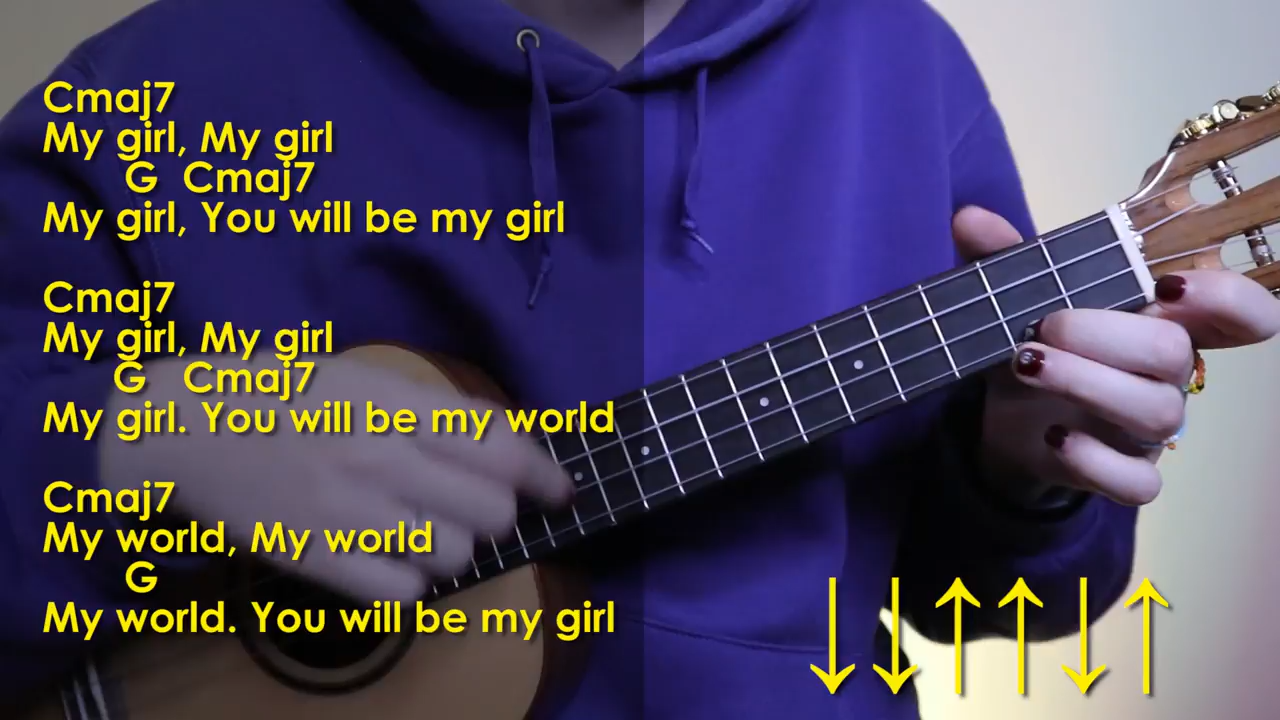 Cmaj7
My girl, My girl
G Cmaj7
My girl, You will be my girl
Cmaj7
My girl, My girl
G Cmaj7
My girl. You will be my world
Cmaj7
My world, My world
G
My world. You will be my girl
↓↓↑↑↓↑